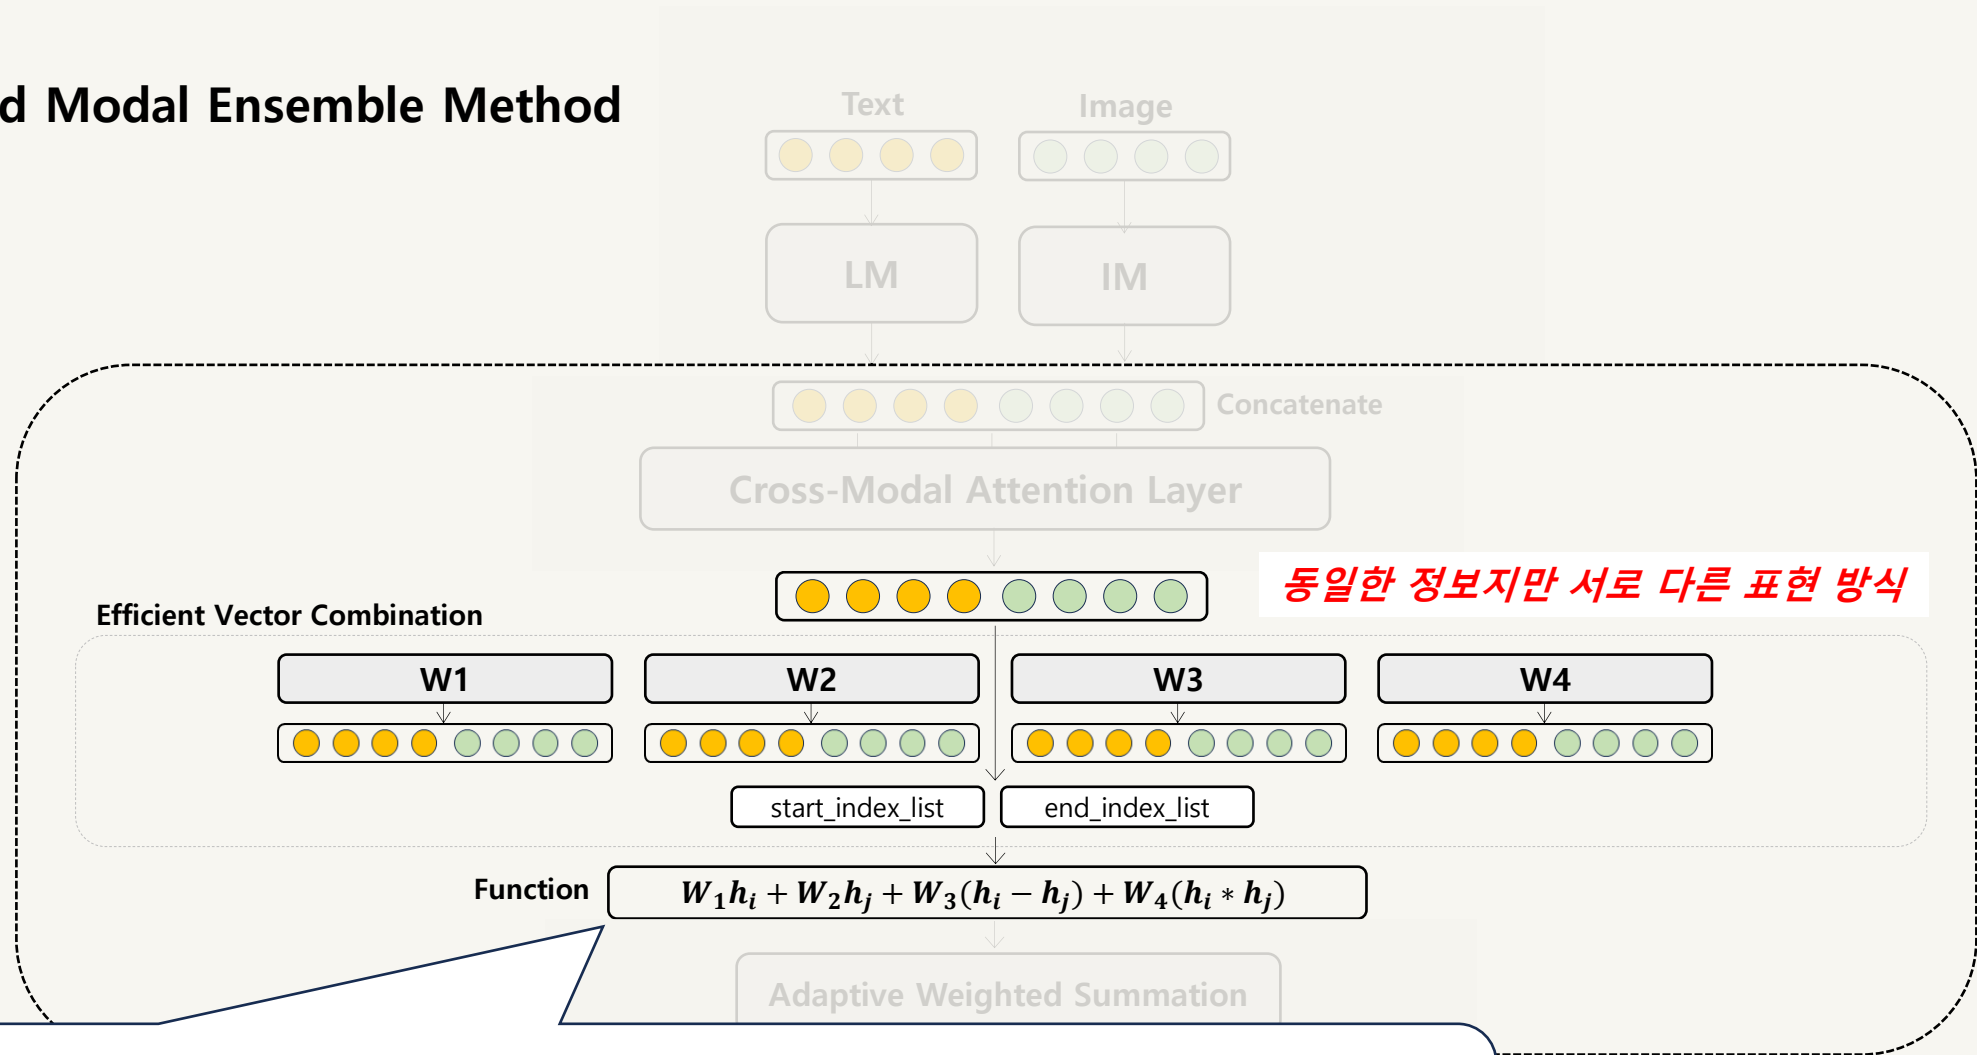 d Modal Ensemble Method
Text
Image
LM
IM
Concatenate
Cross-Modal Attention Layer
동일한 정보지만 서로 다른 표현 방식
Efficient Vector Combination
W1
W2
W3
W4
start_index_list
end_index_list
Function
W₁hᵢ + W₂hⱼ + W₃(hᵢ − hⱼ) + W₄(hᵢ ∗ hⱼ)
Adaptive Weighted Summation